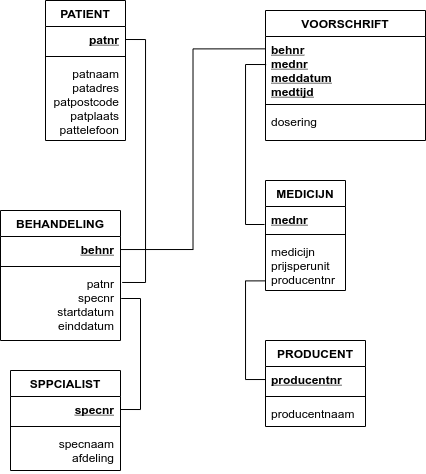 PATIENT
patnr
patnaam
patadres
patpostcode
patplaats
pattelefoon
VOORSCHRIFT
behnr
mednr
meddatum
medtijd
dosering
BEHANDELING
behnr
patnr
specnr
startdatum
einddatum
MEDICIJN
mednr
medicijn
prijsperunit
producentnr
SPPCIALIST
specnr
specnaam
afdeling
PRODUCENT
producentnr
producentnaam